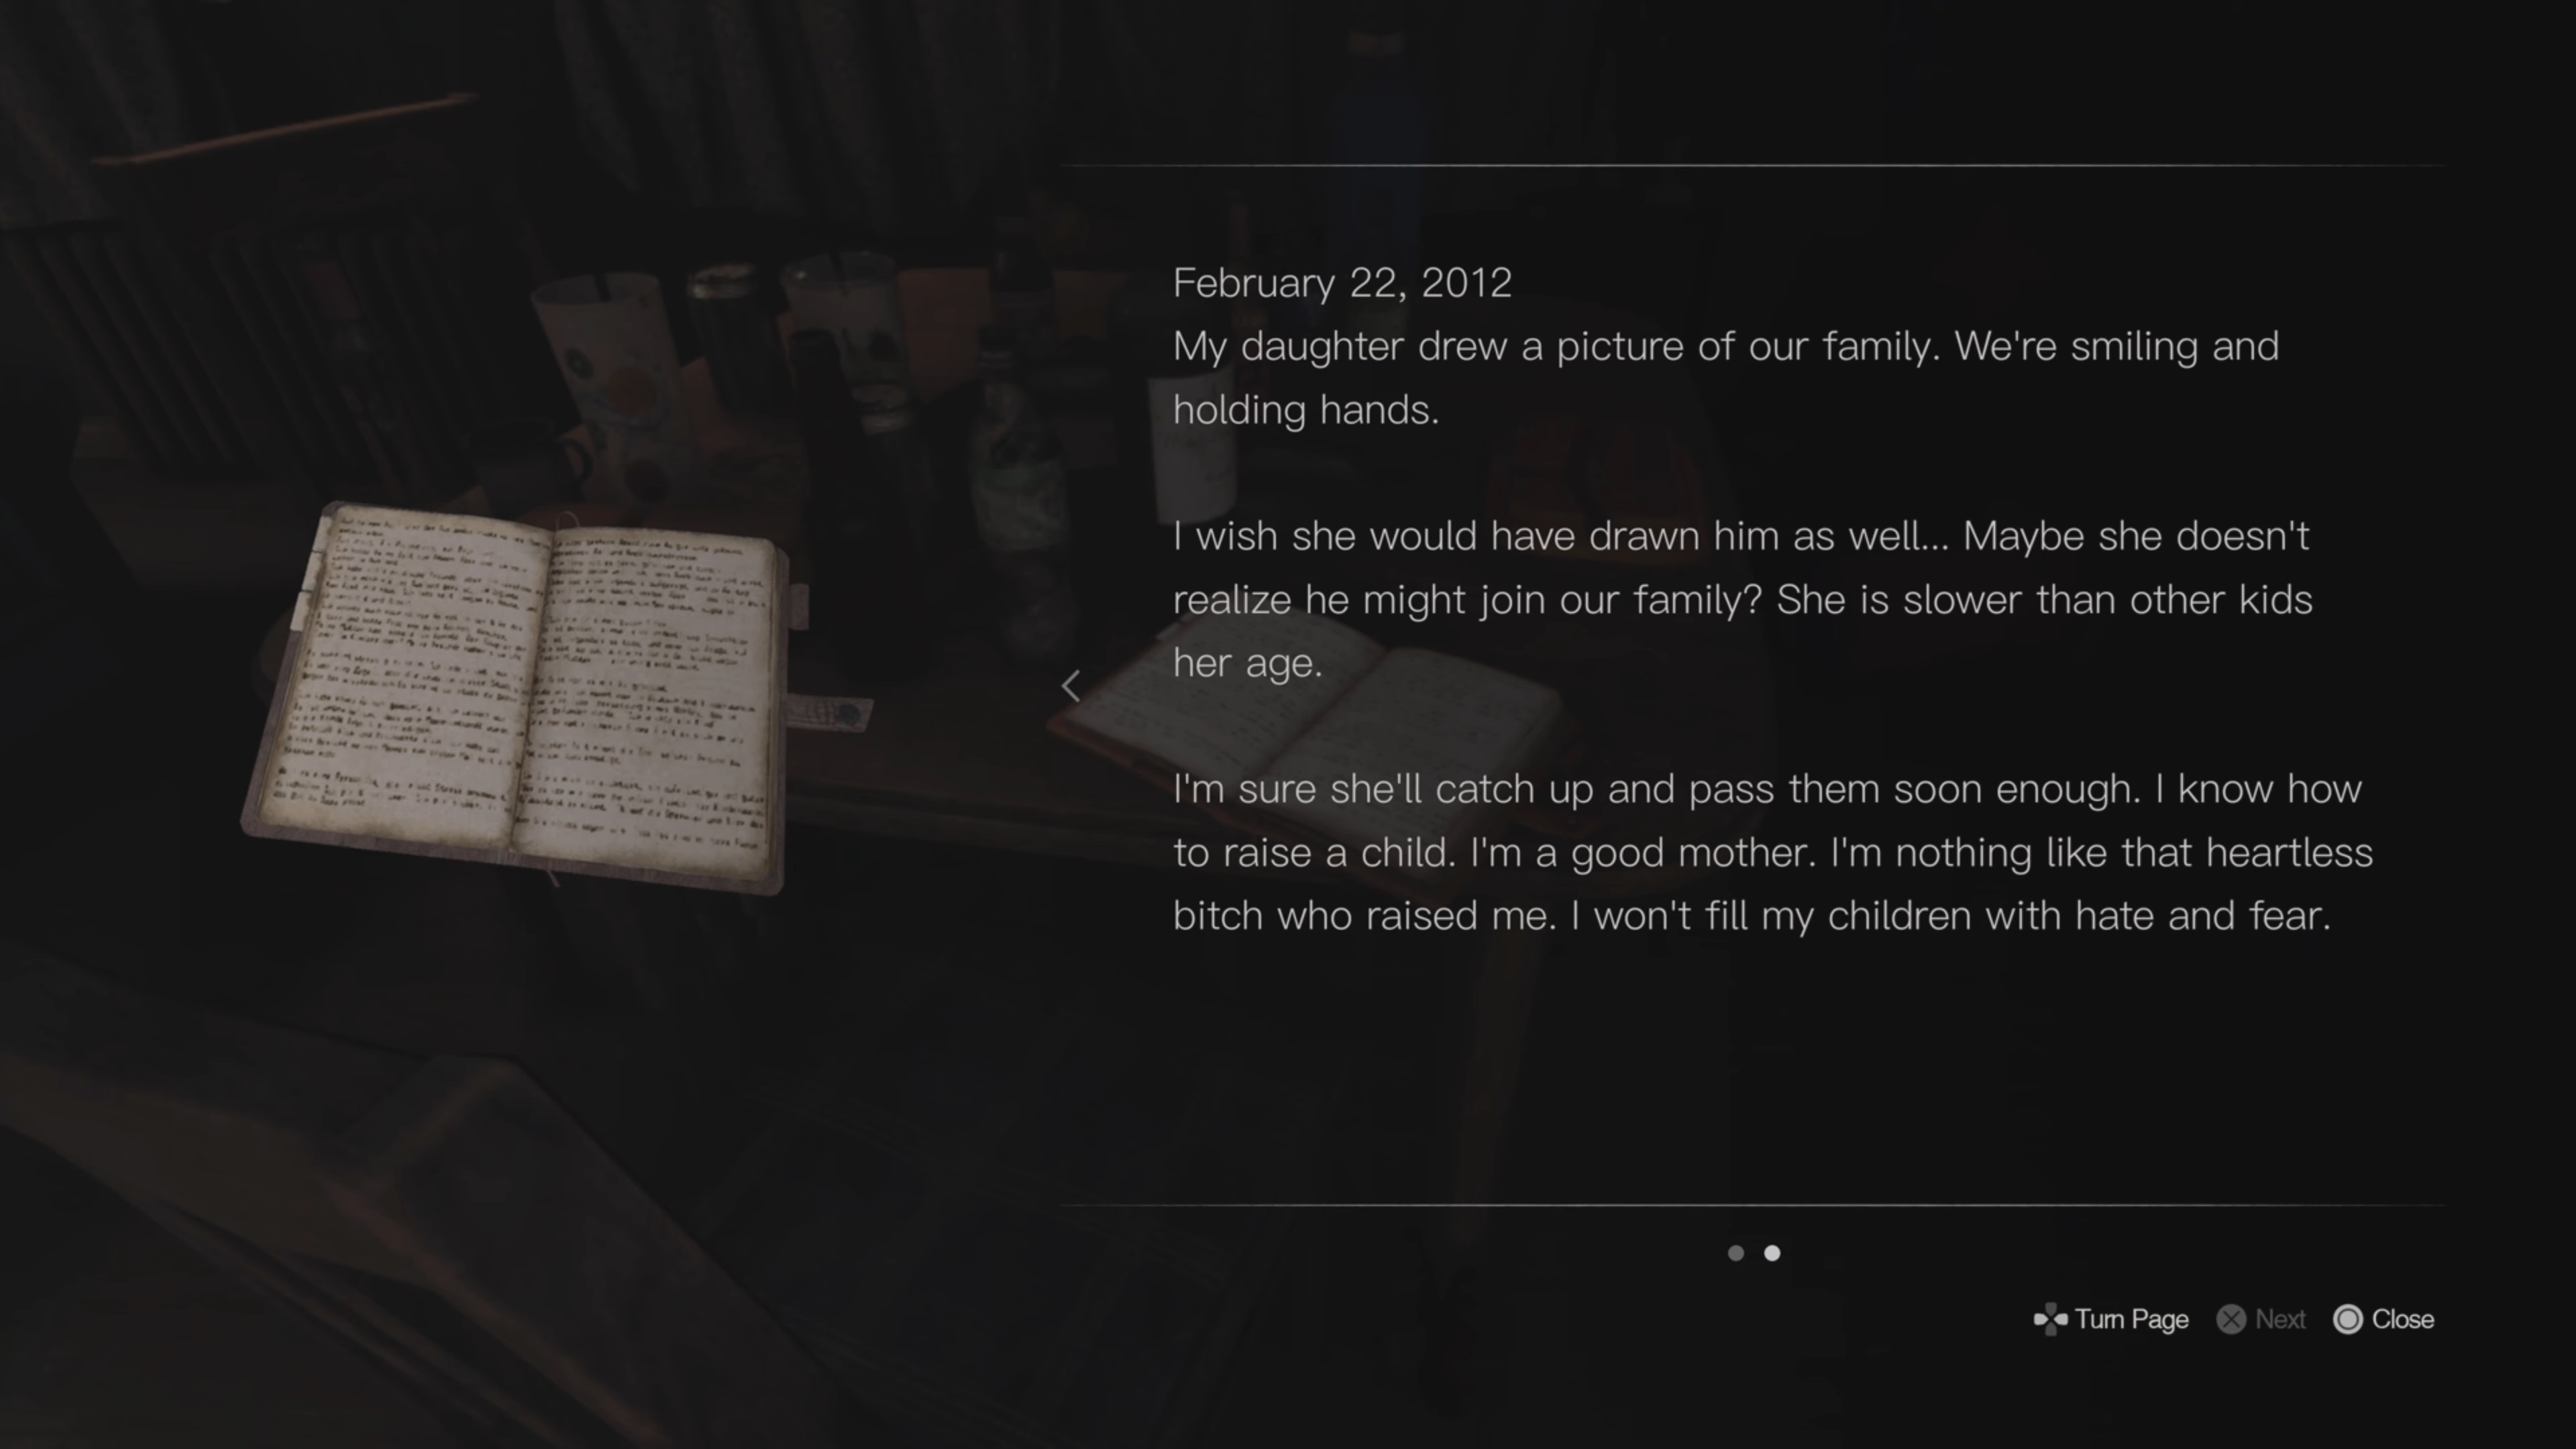 February 22, 2012
My daughter drew a picture of our family. We're smiling and
holding hands.
I wish she would have drawn him as well... Maybe she doesn't
realize he might join our family? She is slower than other kids
her age.
I'm sure she'll catch up and pass them soon enough. I know how
to raise a child. I'm a good mother. I'm nothing like that heartless
bitch who raised me. I won't fill my children with hate and fear.
Turn Page Next Close